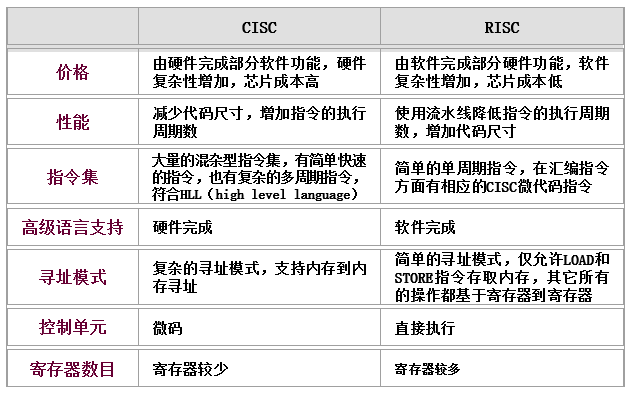 CISC
RISC
价格
由硬件完成部分软件功能，硬件
复杂性增加，芯片成本高
由软件完成部分硬件功能，软件
复杂性增加，芯片成本低
性能
减少代码尺寸，增加指令的执行
周期数
使用流水线降低指令的执行周期
数，增加代码尺寸
指令集
大量的混杂型指令集，有简单快速
的指令，也有复杂的多周期指令，
符合HLL（high level language）
简单的单周期指令，在汇编指令
方面有相应的CISC微代码指令
高级语言支持
硬件完成
软件完成
寻址模式
复杂的寻址模式，支持内存到内
存寻址
简单的寻址模式，仅允许LOAD和
STORE指令存取内存，其它所有
的操作都基于寄存器到寄存器
控制单元
微码
直接执行
寄存器数目
寄存器较少
寄存器较多